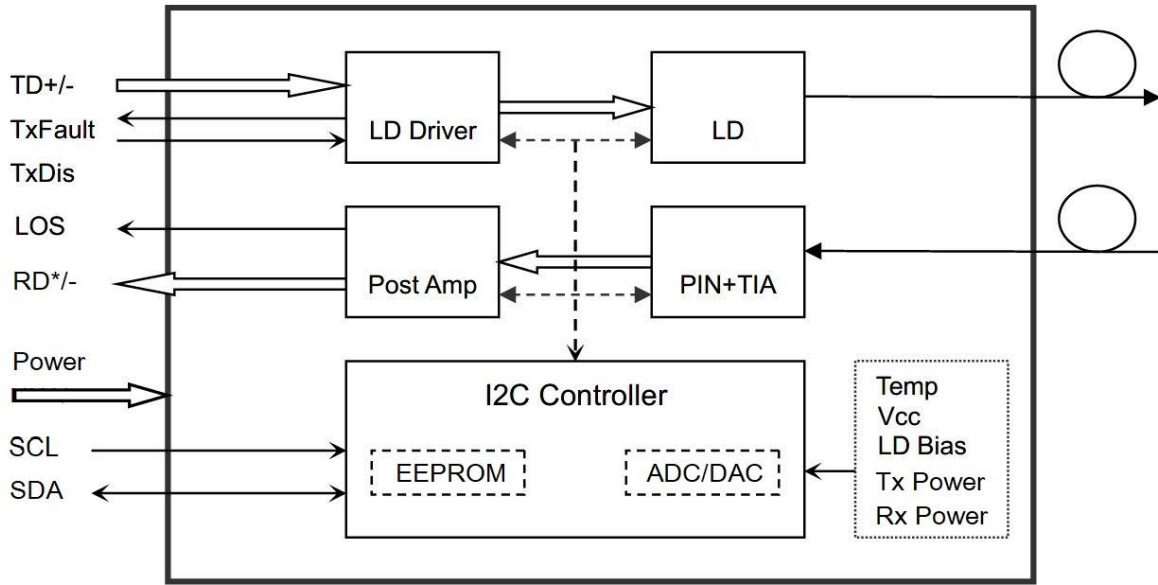 TD+/-
TxFault
TxDis
LOS
RD*/-
Power
SCL
SDA
LD Driver
LD
Post Amp
PIN+TIA
I2C Controller
EEPROM
ADC/DAC
Temp
Vcc
LD Bias
Tx Power
Rx Power